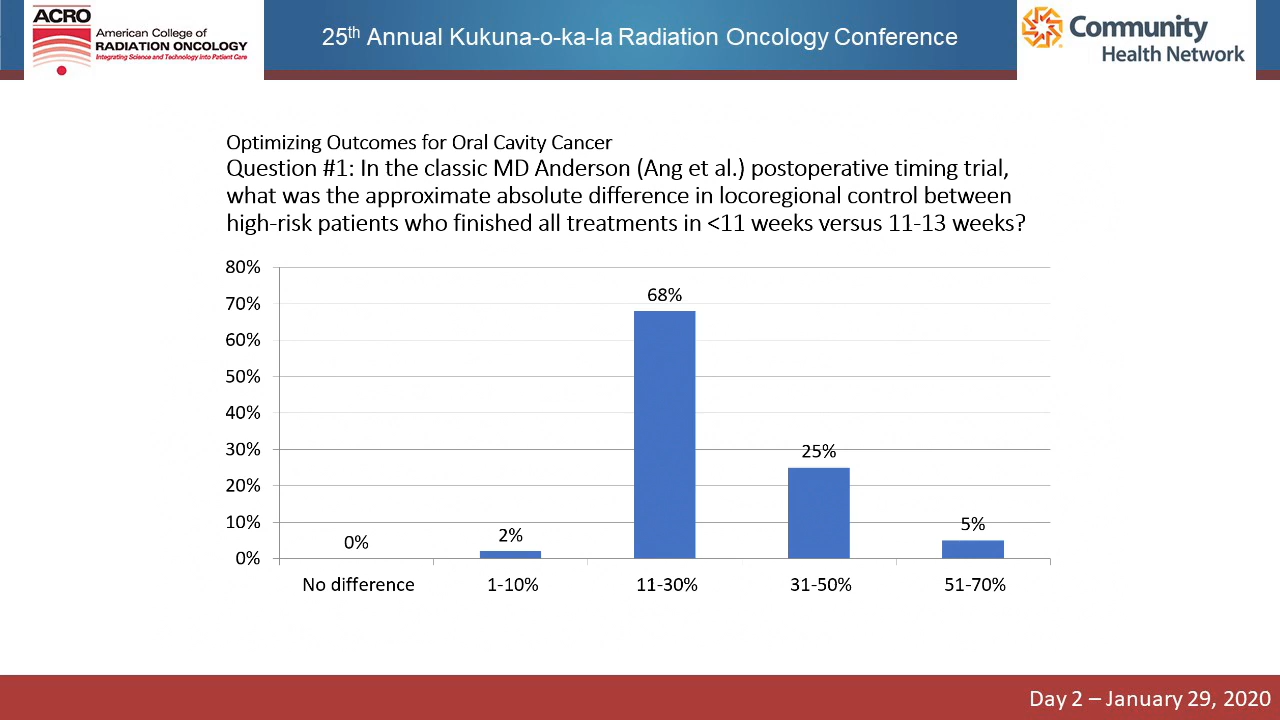 ACRO
American College of
RADIATION ONCOLOGY
Integrating Science and Technology Into Patient Care
25th Annual Kukuna-o-ka-la Radiation Oncology Conference
Community
Health Network
Optimizing Outcomes for Oral Cavity Cancer
Question #1: In the classic MD Anderson (Ang et al.) postoperative timing trial,
what was the approximate absolute difference in locoregional control between
high-risk patients who finished all treatments in <11 weeks versus 11-13 weeks?
80%
70%
60%
50%
40%
30%
20%
10%
0%
0%
2%
68%
25%
5%
No difference
1-10%
11-30%
31-50%
51-70%
Day 2 – January 29, 2020